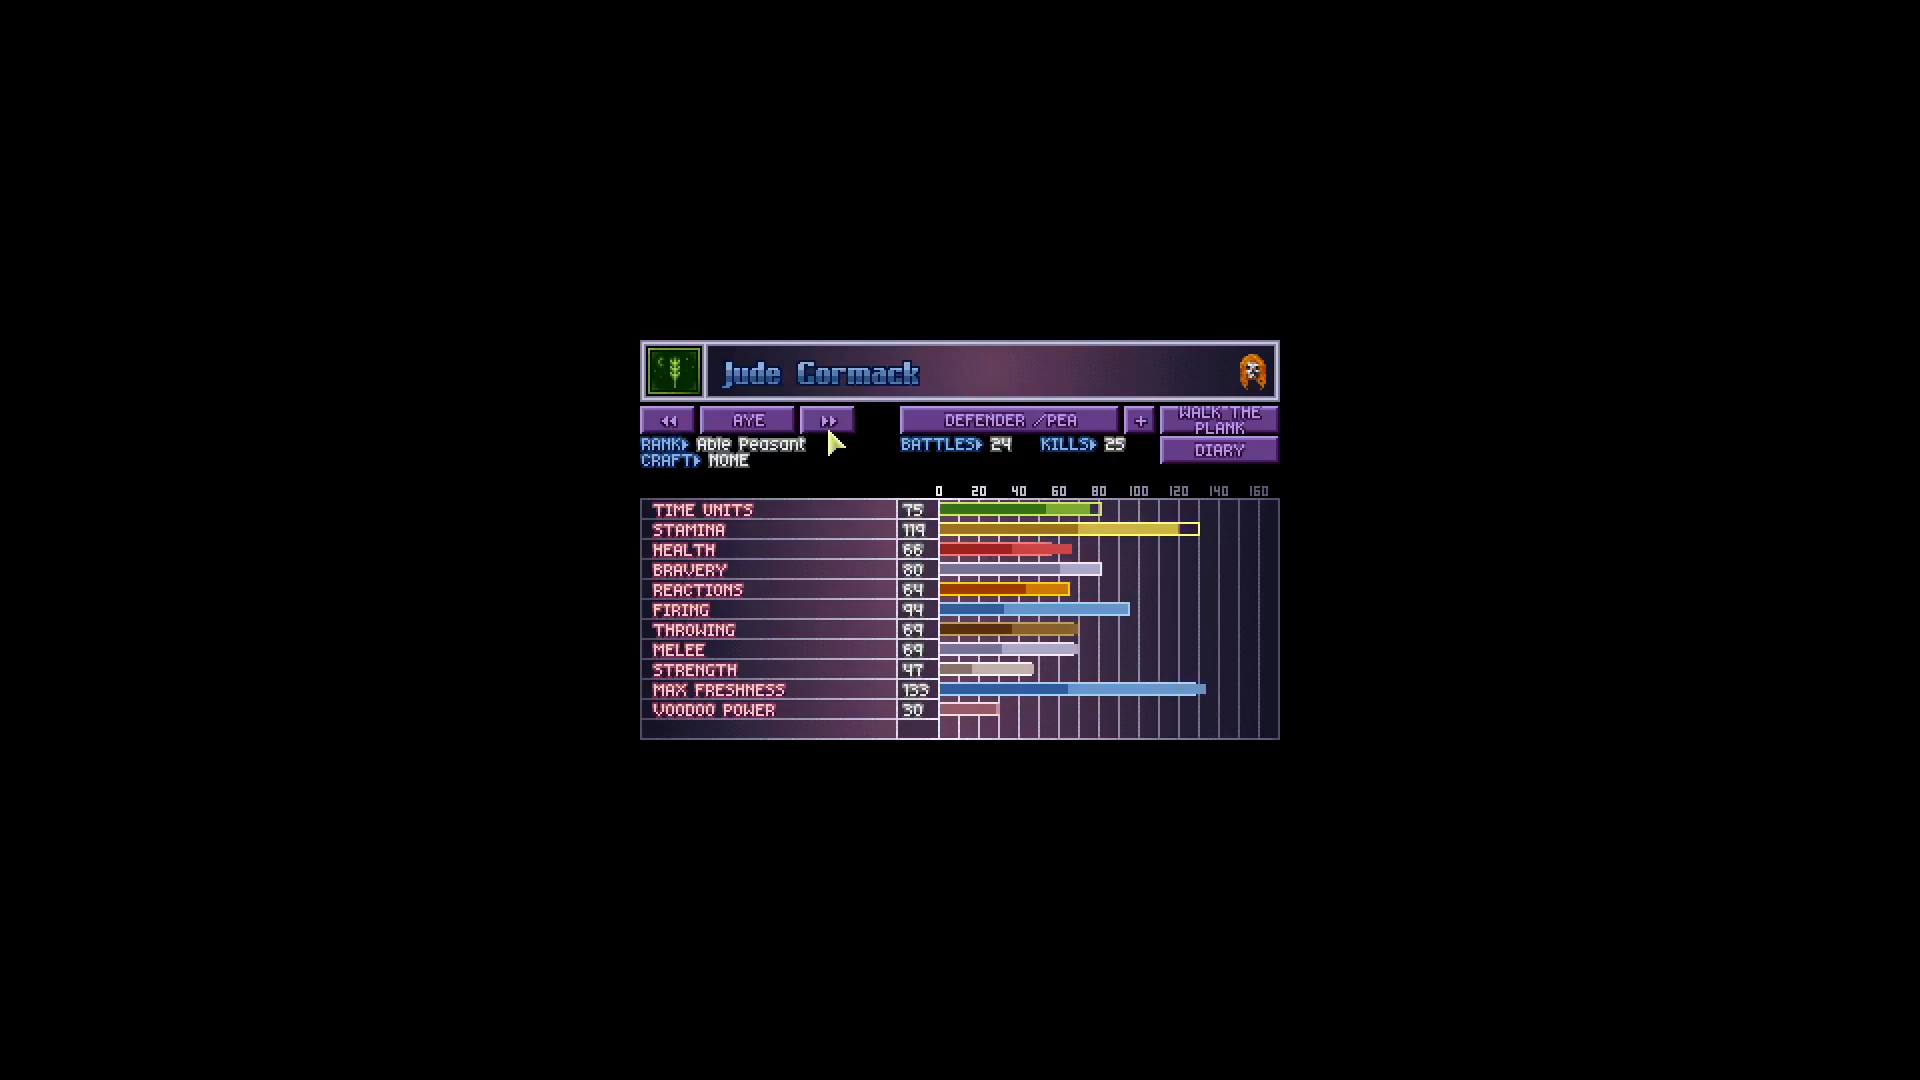 Jude Cormack
AYE
DEFENDER /PEA
+
WALK THE
PLANK
RANK Able Peasant
BATTLES 24 KILLS 25
DIARY
CRAFT NONE
0 20 40 60 80 100 120 140 160
TIME UNITS 75
STAMINA 119
HEALTH 66
BRAVERY 80
REACTIONS 64
FIRING 94
THROWING 69
MELEE 69
STRENGTH 47
MAX FRESHNESS 133
VOODOO POWER 30